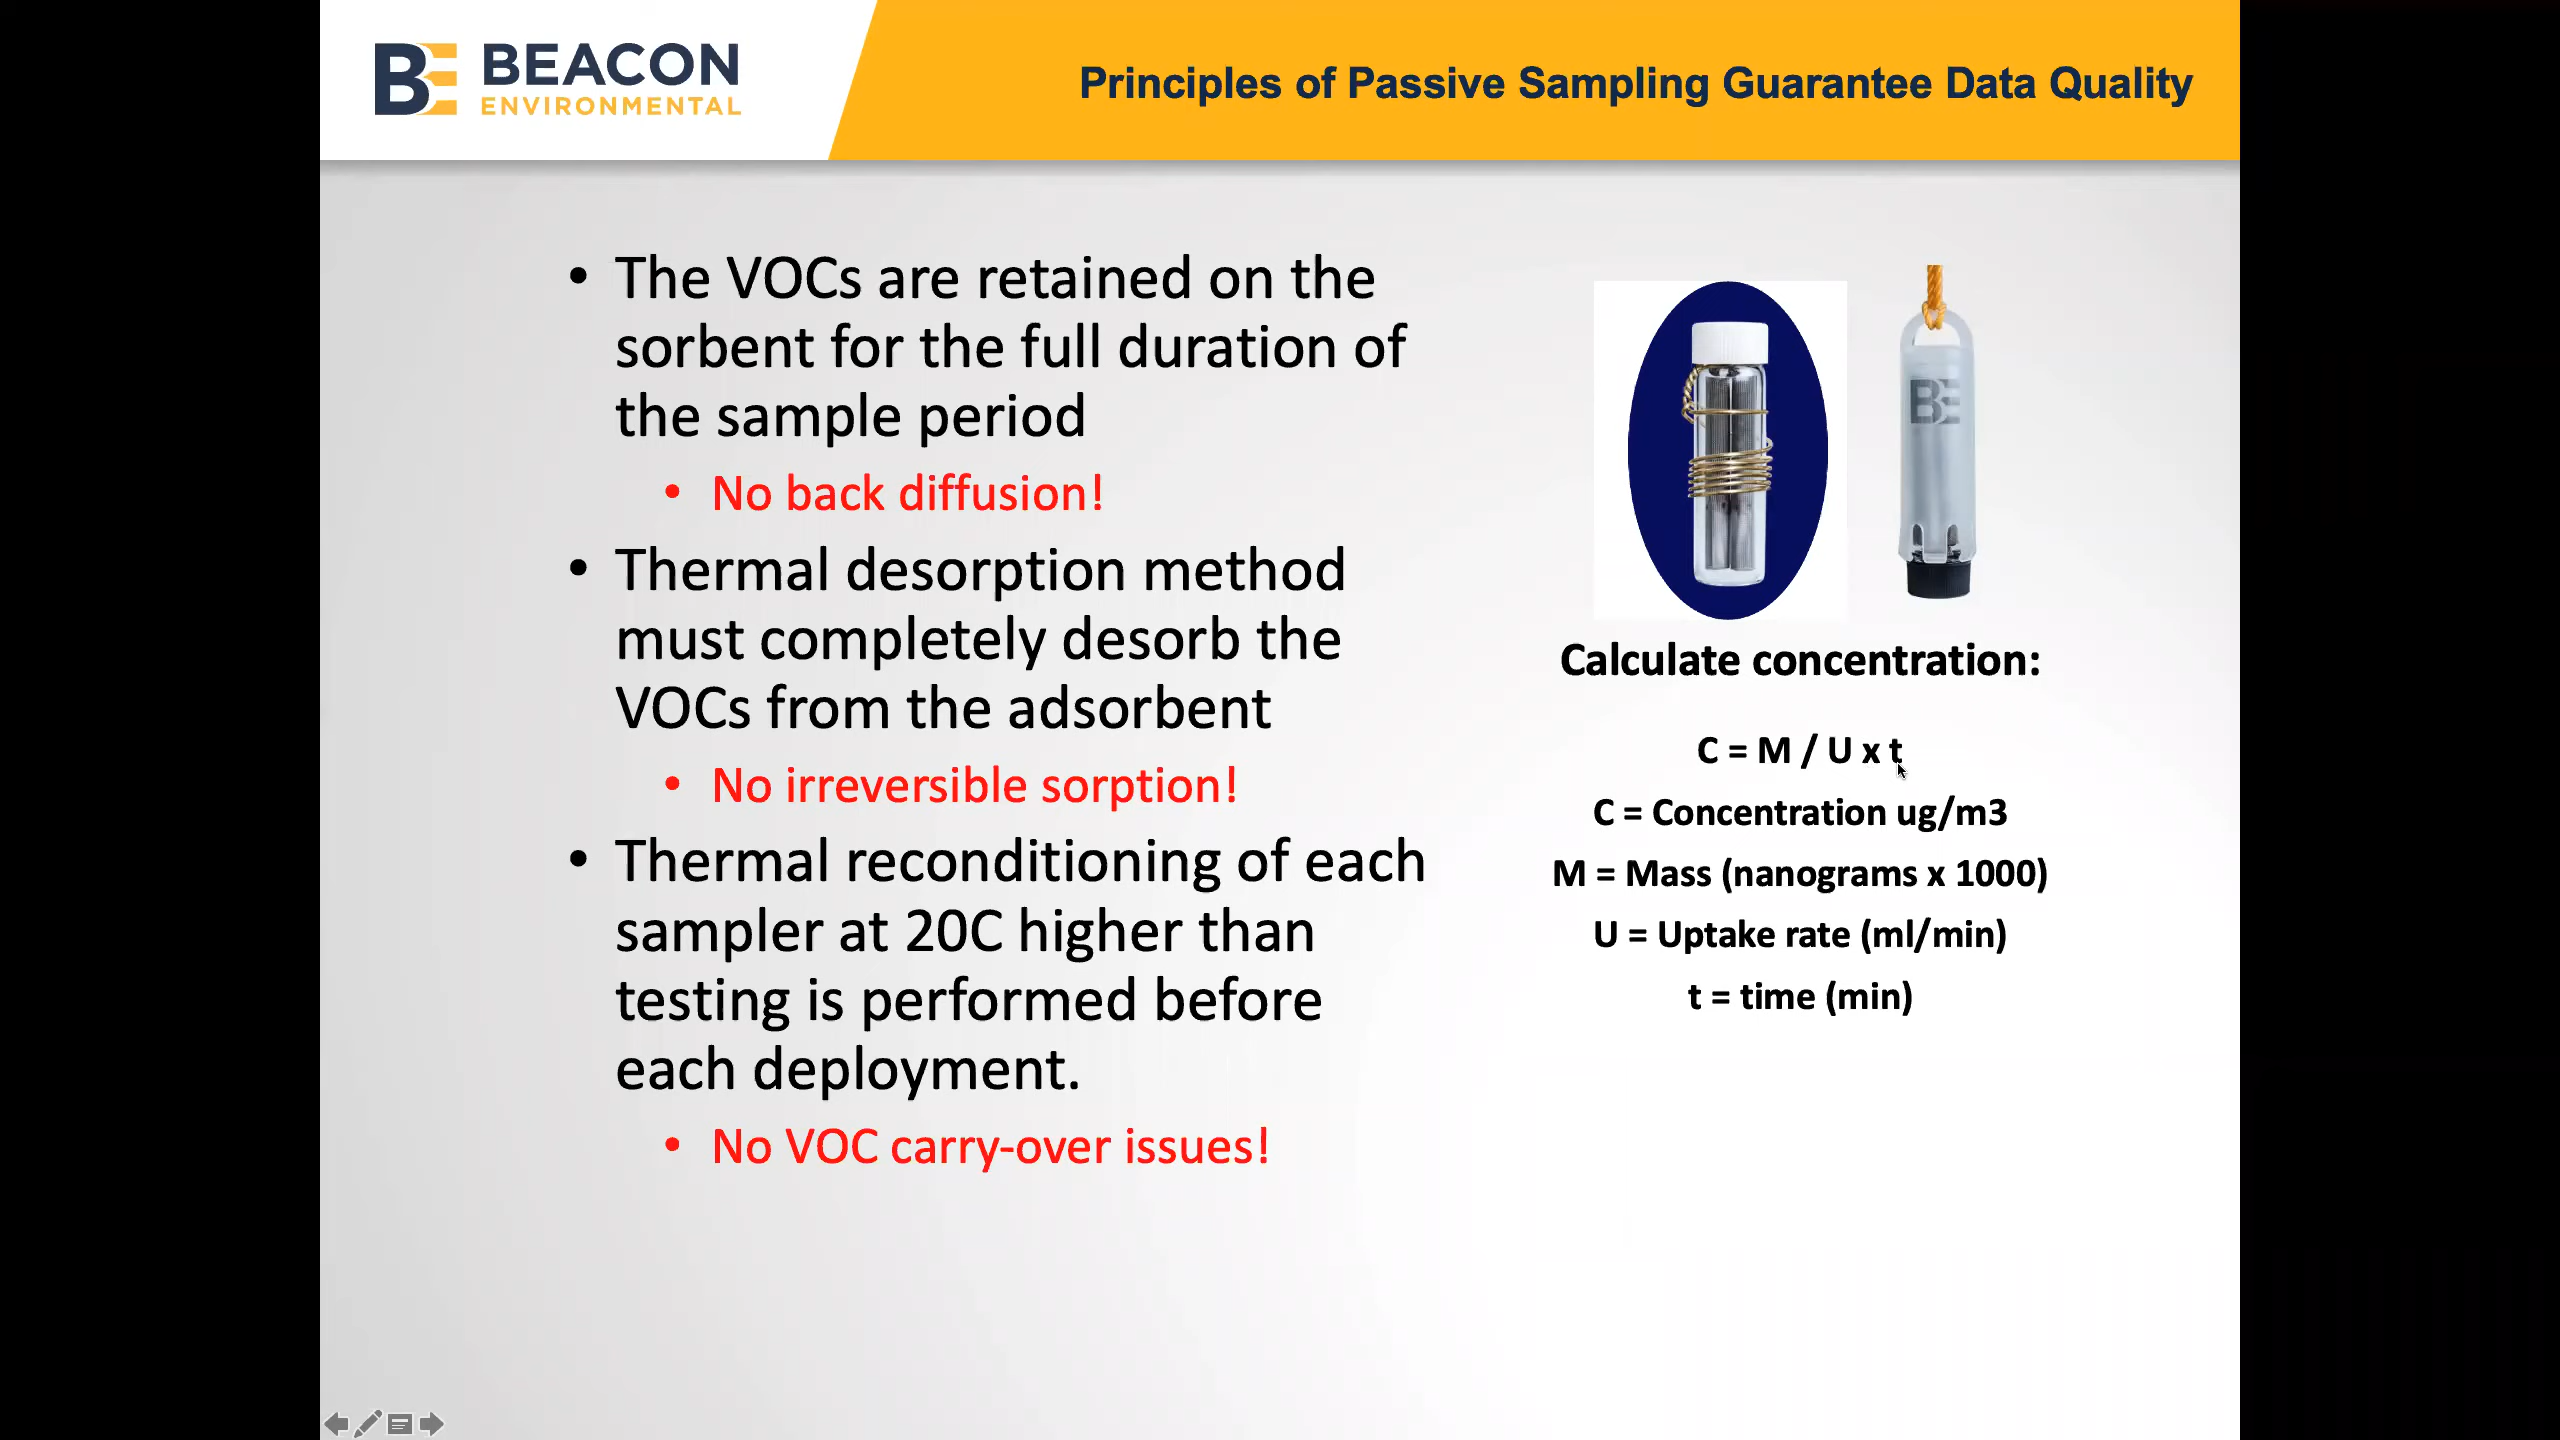 BEACON
ENVIRONMENTAL
Principles of Passive Sampling Guarantee Data Quality
• The VOCs are retained on the
sorbent for the full duration of
the sample period
• No back diffusion!
• Thermal desorption method
must completely desorb the
VOCs from the adsorbent
• No irreversible sorption!
• Thermal reconditioning of each
sampler at 20C higher than
testing is performed before
each deployment.
• No VOC carry-over issues!
BE
Calculate concentration:
C = M / U x t
C = Concentration ug/m3
M = Mass (nanograms x 1000)
U = Uptake rate (ml/min)
t = time (min)